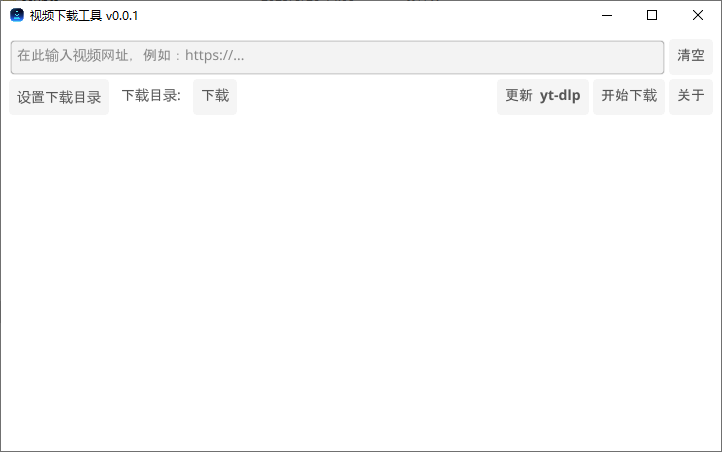 视频下载工具 v0.0.1
在此输入视频网址，例如：https://... 清空
设置下载目录 下载目录: 下载 更新 yt-dlp 开始下载 关于